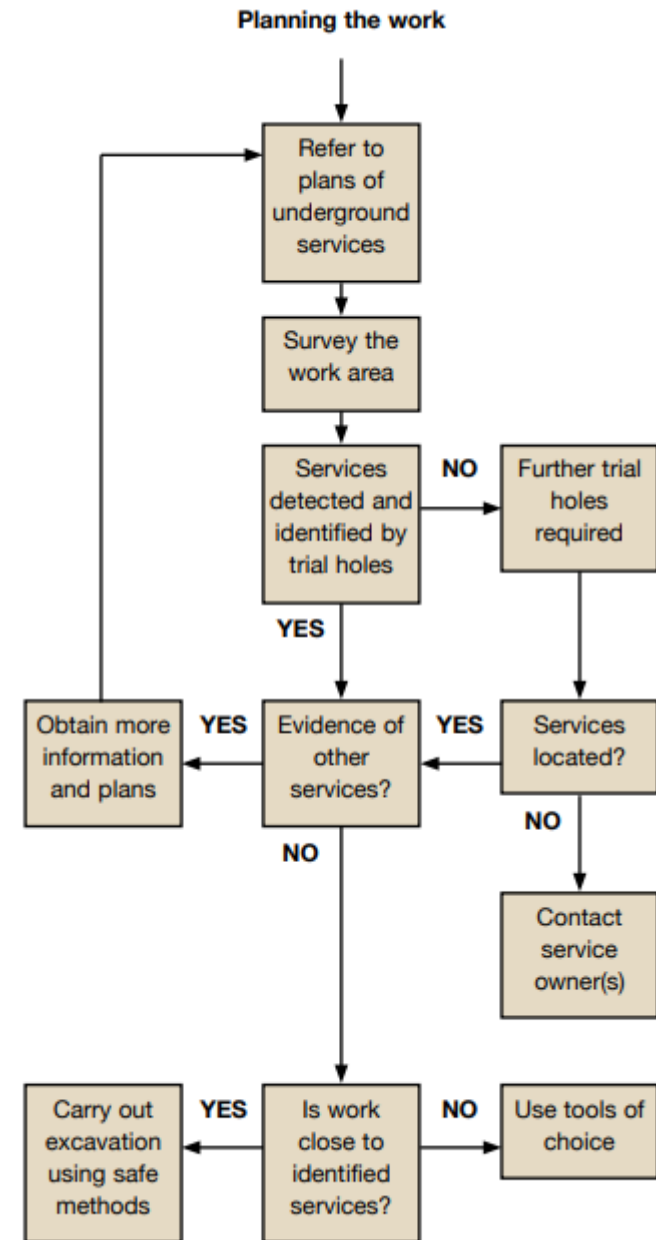 Planning the work
Refer to
plans of
underground
services
Survey the
work area
Services
detected and
identified by
trial holes
NO
Further trial
holes
required
YES
Obtain more
information
and plans
YES
Evidence of
other
services?
YES
Services
located?
NO
NO
Contact
service
owner(s)
Carry out
excavation
using safe
methods
YES
Is work
close to
identified
services?
NO
Use tools of
choice